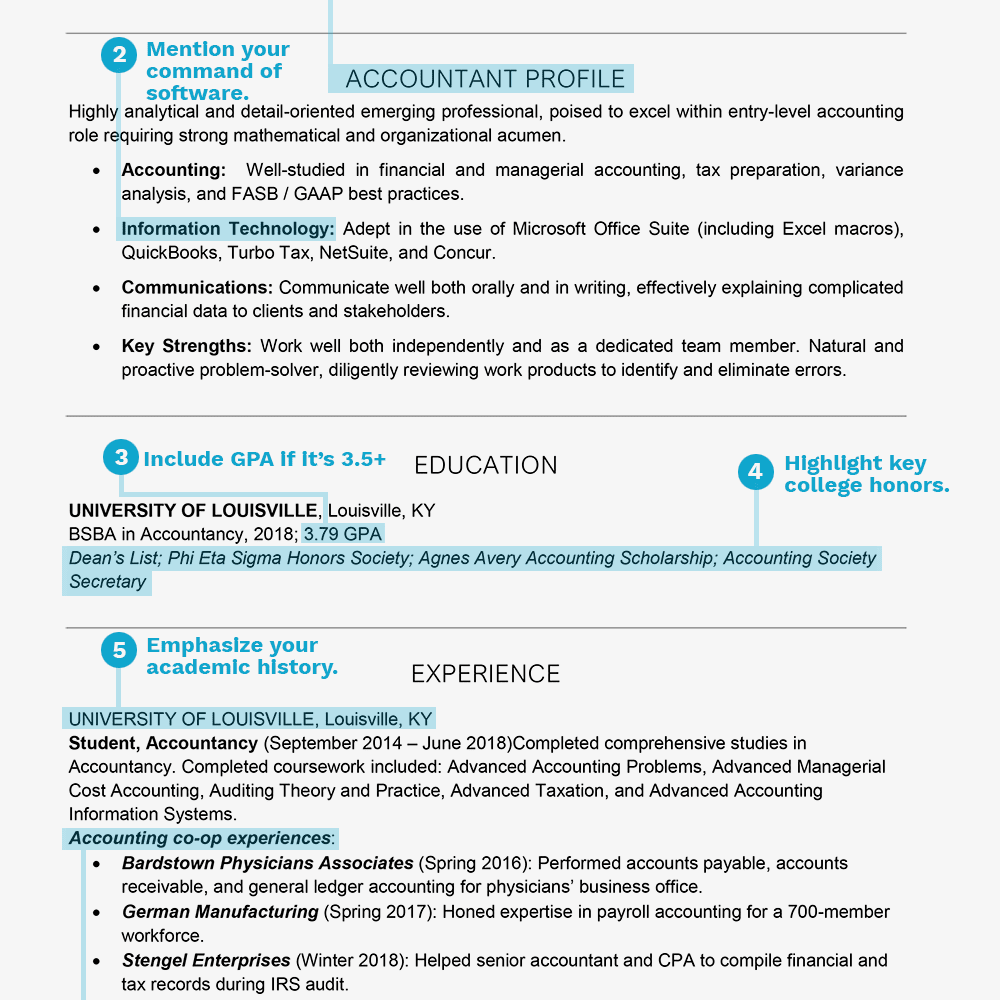 2
Mention your
command of
software.
ACCOUNTANT PROFILE
Highly analytical and detail-oriented emerging professional, poised to excel within entry-level accounting
role requiring strong mathematical and organizational acumen.
• Accounting: Well-studied in financial and managerial accounting, tax preparation, variance
analysis, and FASB / GAAP best practices.
• Information Technology: Adept in the use of Microsoft Office Suite (including Excel macros),
QuickBooks, Turbo Tax, NetSuite, and Concur.
• Communications: Communicate well both orally and in writing, effectively explaining complicated
financial data to clients and stakeholders.
• Key Strengths: Work well both independently and as a dedicated team member. Natural and
proactive problem-solver, diligently reviewing work products to identify and eliminate errors.
3 Include GPA if it's 3.5+
EDUCATION
4
Highlight key
college honors.
UNIVERSITY OF LOUISVILLE, Louisville, KY
BSBA in Accountancy, 2018; 3.79 GPA
Dean's List; Phi Eta Sigma Honors Society; Agnes Avery Accounting Scholarship; Accounting Society
Secretary
5
Emphasize your
academic history.
EXPERIENCE
UNIVERSITY OF LOUISVILLE, Louisville, KY
Student, Accountancy (September 2014 – June 2018)Completed comprehensive studies in
Accountancy. Completed coursework included: Advanced Accounting Problems, Advanced Managerial
Cost Accounting, Auditing Theory and Practice, Advanced Taxation, and Advanced Accounting
Information Systems.
Accounting co-op experiences:
• Bardstown Physicians Associates (Spring 2016): Performed accounts payable, accounts
receivable, and general ledger accounting for physicians' business office.
• German Manufacturing (Spring 2017): Honed expertise in payroll accounting for a 700-member
workforce.
• Stengel Enterprises (Winter 2018): Helped senior accountant and CPA to compile financial and
tax records during IRS audit.